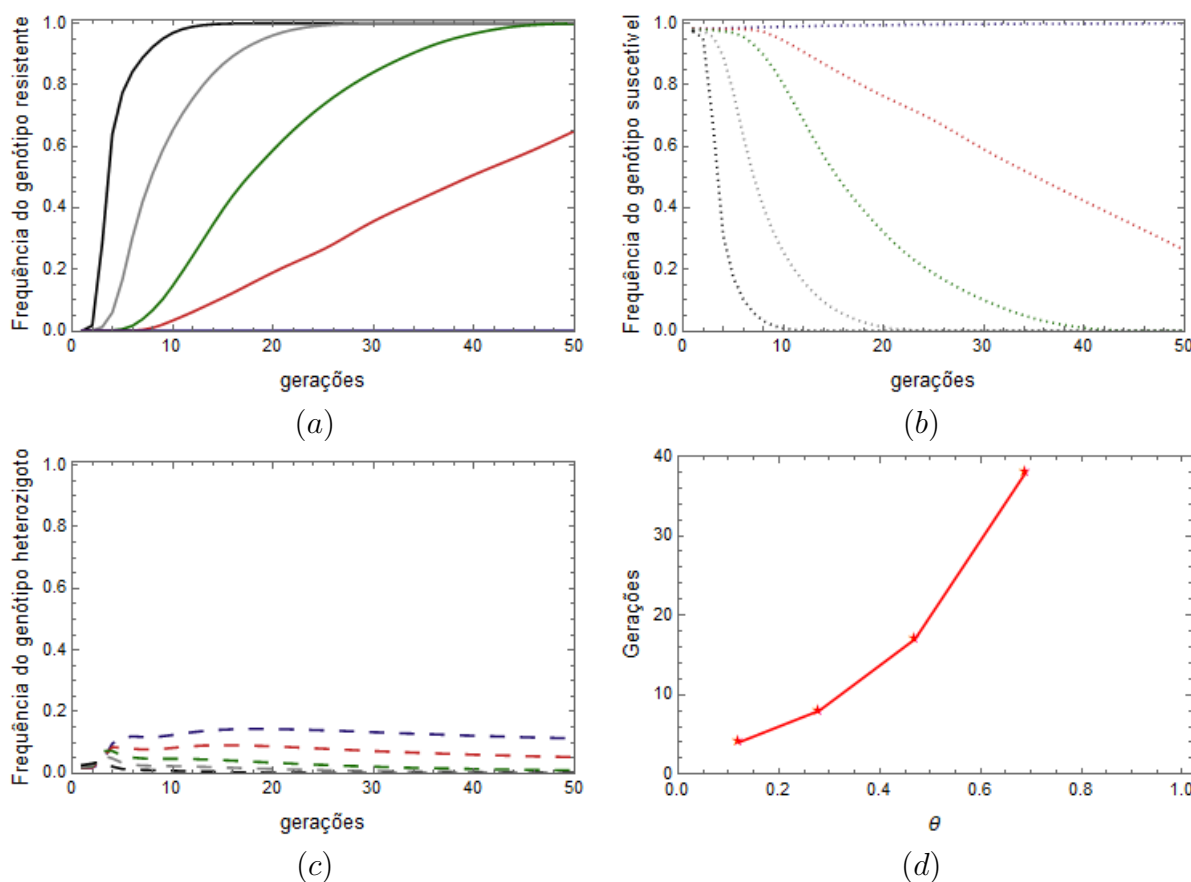 Frequência do genótipo resistente
1.0
0.8
0.6
0.4
0.2
0.0
0 10 20 30 40 50
gerações
(a)
Frequência do genótipo suscetível
1.0
0.8
0.6
0.4
0.2
0.0
0 10 20 30 40 50
gerações
(b)
Frequência do genótipo heterozigoto
1.0
0.8
0.6
0.4
0.2
0.0
0 10 20 30 40 50
gerações
(c)
Gerações
40
30
20
10
0
0.0 0.2 0.4 0.6 0.8 1.0
θ
(d)